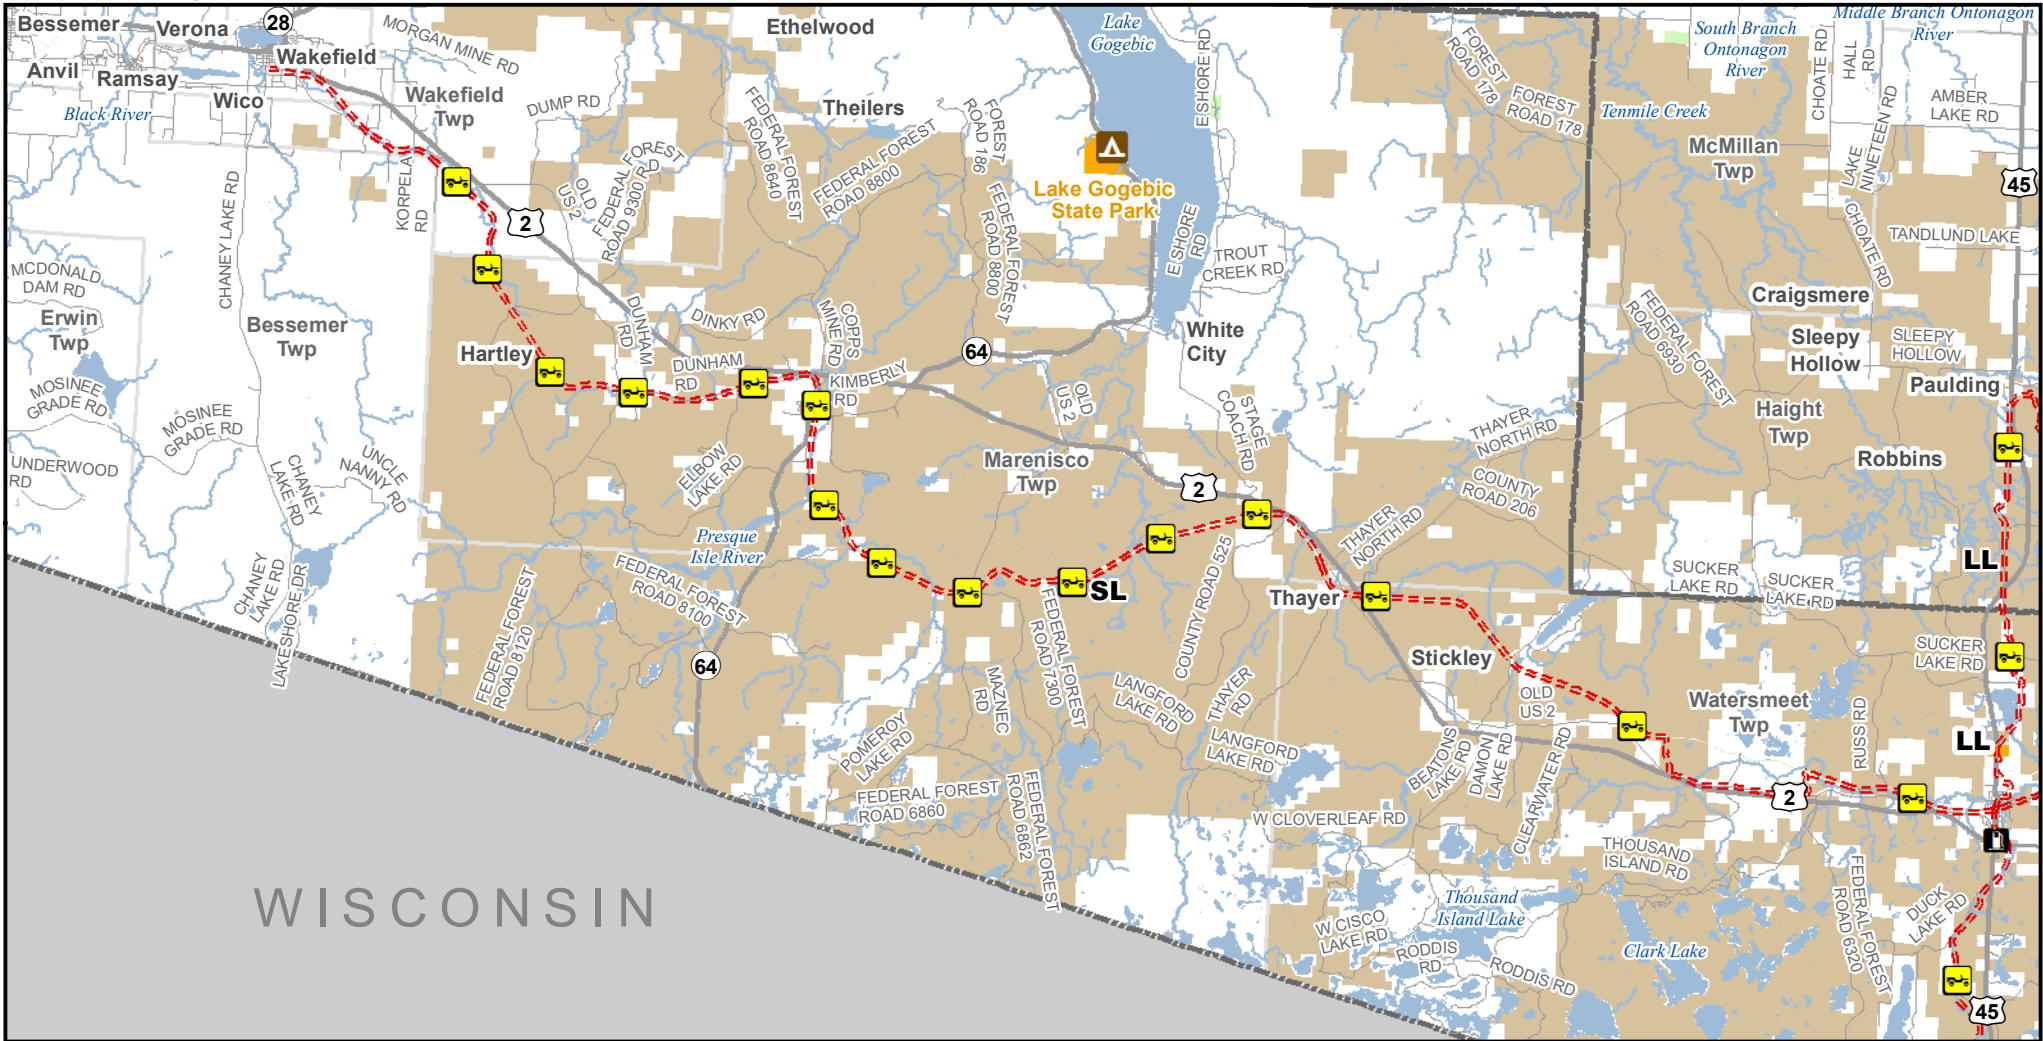 Bessemer
Verona
28
MORGAN MINE RD
Ethelwood
Lake
Gogebic
E SHORE RD
FOREST
ROAD 178
South Branch
Ontonagon
River
Middle Branch Ontonagon
River
CHOATE RD
HALL
RD
Anvil
Ramsay
Wakefield
Wico
Black River
Wakefield
Twp
DUMP RD
FEDERAL FOREST
ROAD 8640
Theilers
FEDERAL FOREST
ROAD 8800
FOREST
ROAD 186
FOREST
ROAD 178
Tenmile Creek
McMillan
Twp
LAKE
NINETEEN RD
AMBER
LAKE RD
45
KORPELA
RD
CHANEY LAKE RD
OLD
US 2
FEDERAL FOREST
ROAD 9300 RD
2
FEDERAL FOREST
ROAD 8800
Lake Gogebic
State Park
E SHORE
RD
TROUT
CREEK RD
CHOATE RD
TANDLUND LAKE
MCDONALD
DAM RD
Erwin
Twp
Bessemer
Twp
Hartley
DUNHAM
RD
DINKY RD
COPPS
MINE RD
DUNHAM
RD
KIMBERLY
RD
64
White
City
FEDERAL FOREST
ROAD 6930
Craigsmere
Sleepy
Hollow
SLEEPY
HOLLOW
Paulding
MOSINEE
GRADE RD
MOSINEE
GRADE RD
OLD
US 2
STAGE
COACH RD
THAYER
NORTH RD
Haight
Twp
UNDERWOOD
RD
CHANEY
LAKE RD
UNCLE
NANNY RD
ELBOW
LAKE RD
Marenisco
Twp
2
COUNTY
ROAD 206
Robbins
Presque
Isle River
THAYER
NORTH RD
LL
CHANEY
LAKE RD
LAKESHORE DR
FEDERAL FOREST
ROAD 8120
FEDERAL FOREST
ROAD 8100
SL
COUNTY ROAD 525
Thayer
SUCKER
LAKE RD
SUCKER
LAKE RD
64
FEDERAL FOREST
ROAD 7300
MAZNEC
RD
LANGFORD
LAKE RD
THAYER
RD
Stickley
SUCKER
LAKE RD
POMEROY
LAKE RD
LANGFORD
LAKE RD
OLD
US 2
Watersmeet
Twp
RUSS RD
LL
BEATONS
LAKE RD
DAMON
LAKE RD
CLEARWATER RD
FEDERAL FOREST
ROAD 6860
FEDERAL FOREST
ROAD 6862
2
W CLOVERLEAF RD
THOUSAND
ISLAND RD
WISCONSIN
W CISCO
LAKE RD
Thousand
Island Lake
RODDIS
RD
RODDIS RD
Clark Lake
FEDERAL FOREST
ROAD 6320
DUCK
LAKE RD
45